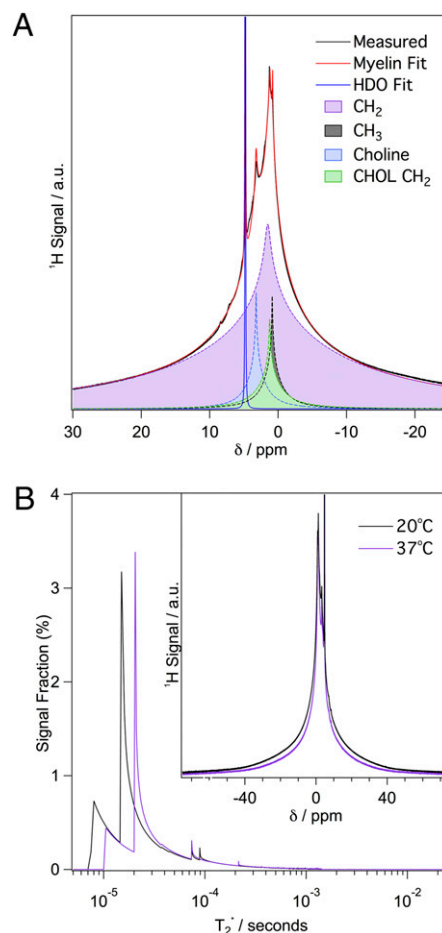 A
Measured
Myelin Fit
HDO Fit
CH₂
CH₃
Choline
CHOL CH₂
¹H Signal / a.u.
30 20 10 0 -10 -20
δ / ppm
B
4
3
2
1
0
Signal Fraction (%)
20°C
37°C
¹H Signal / a.u.
-40 0 40
δ / ppm
10⁻⁵ 10⁻⁴ 10⁻³ 10⁻²
T₂* / seconds